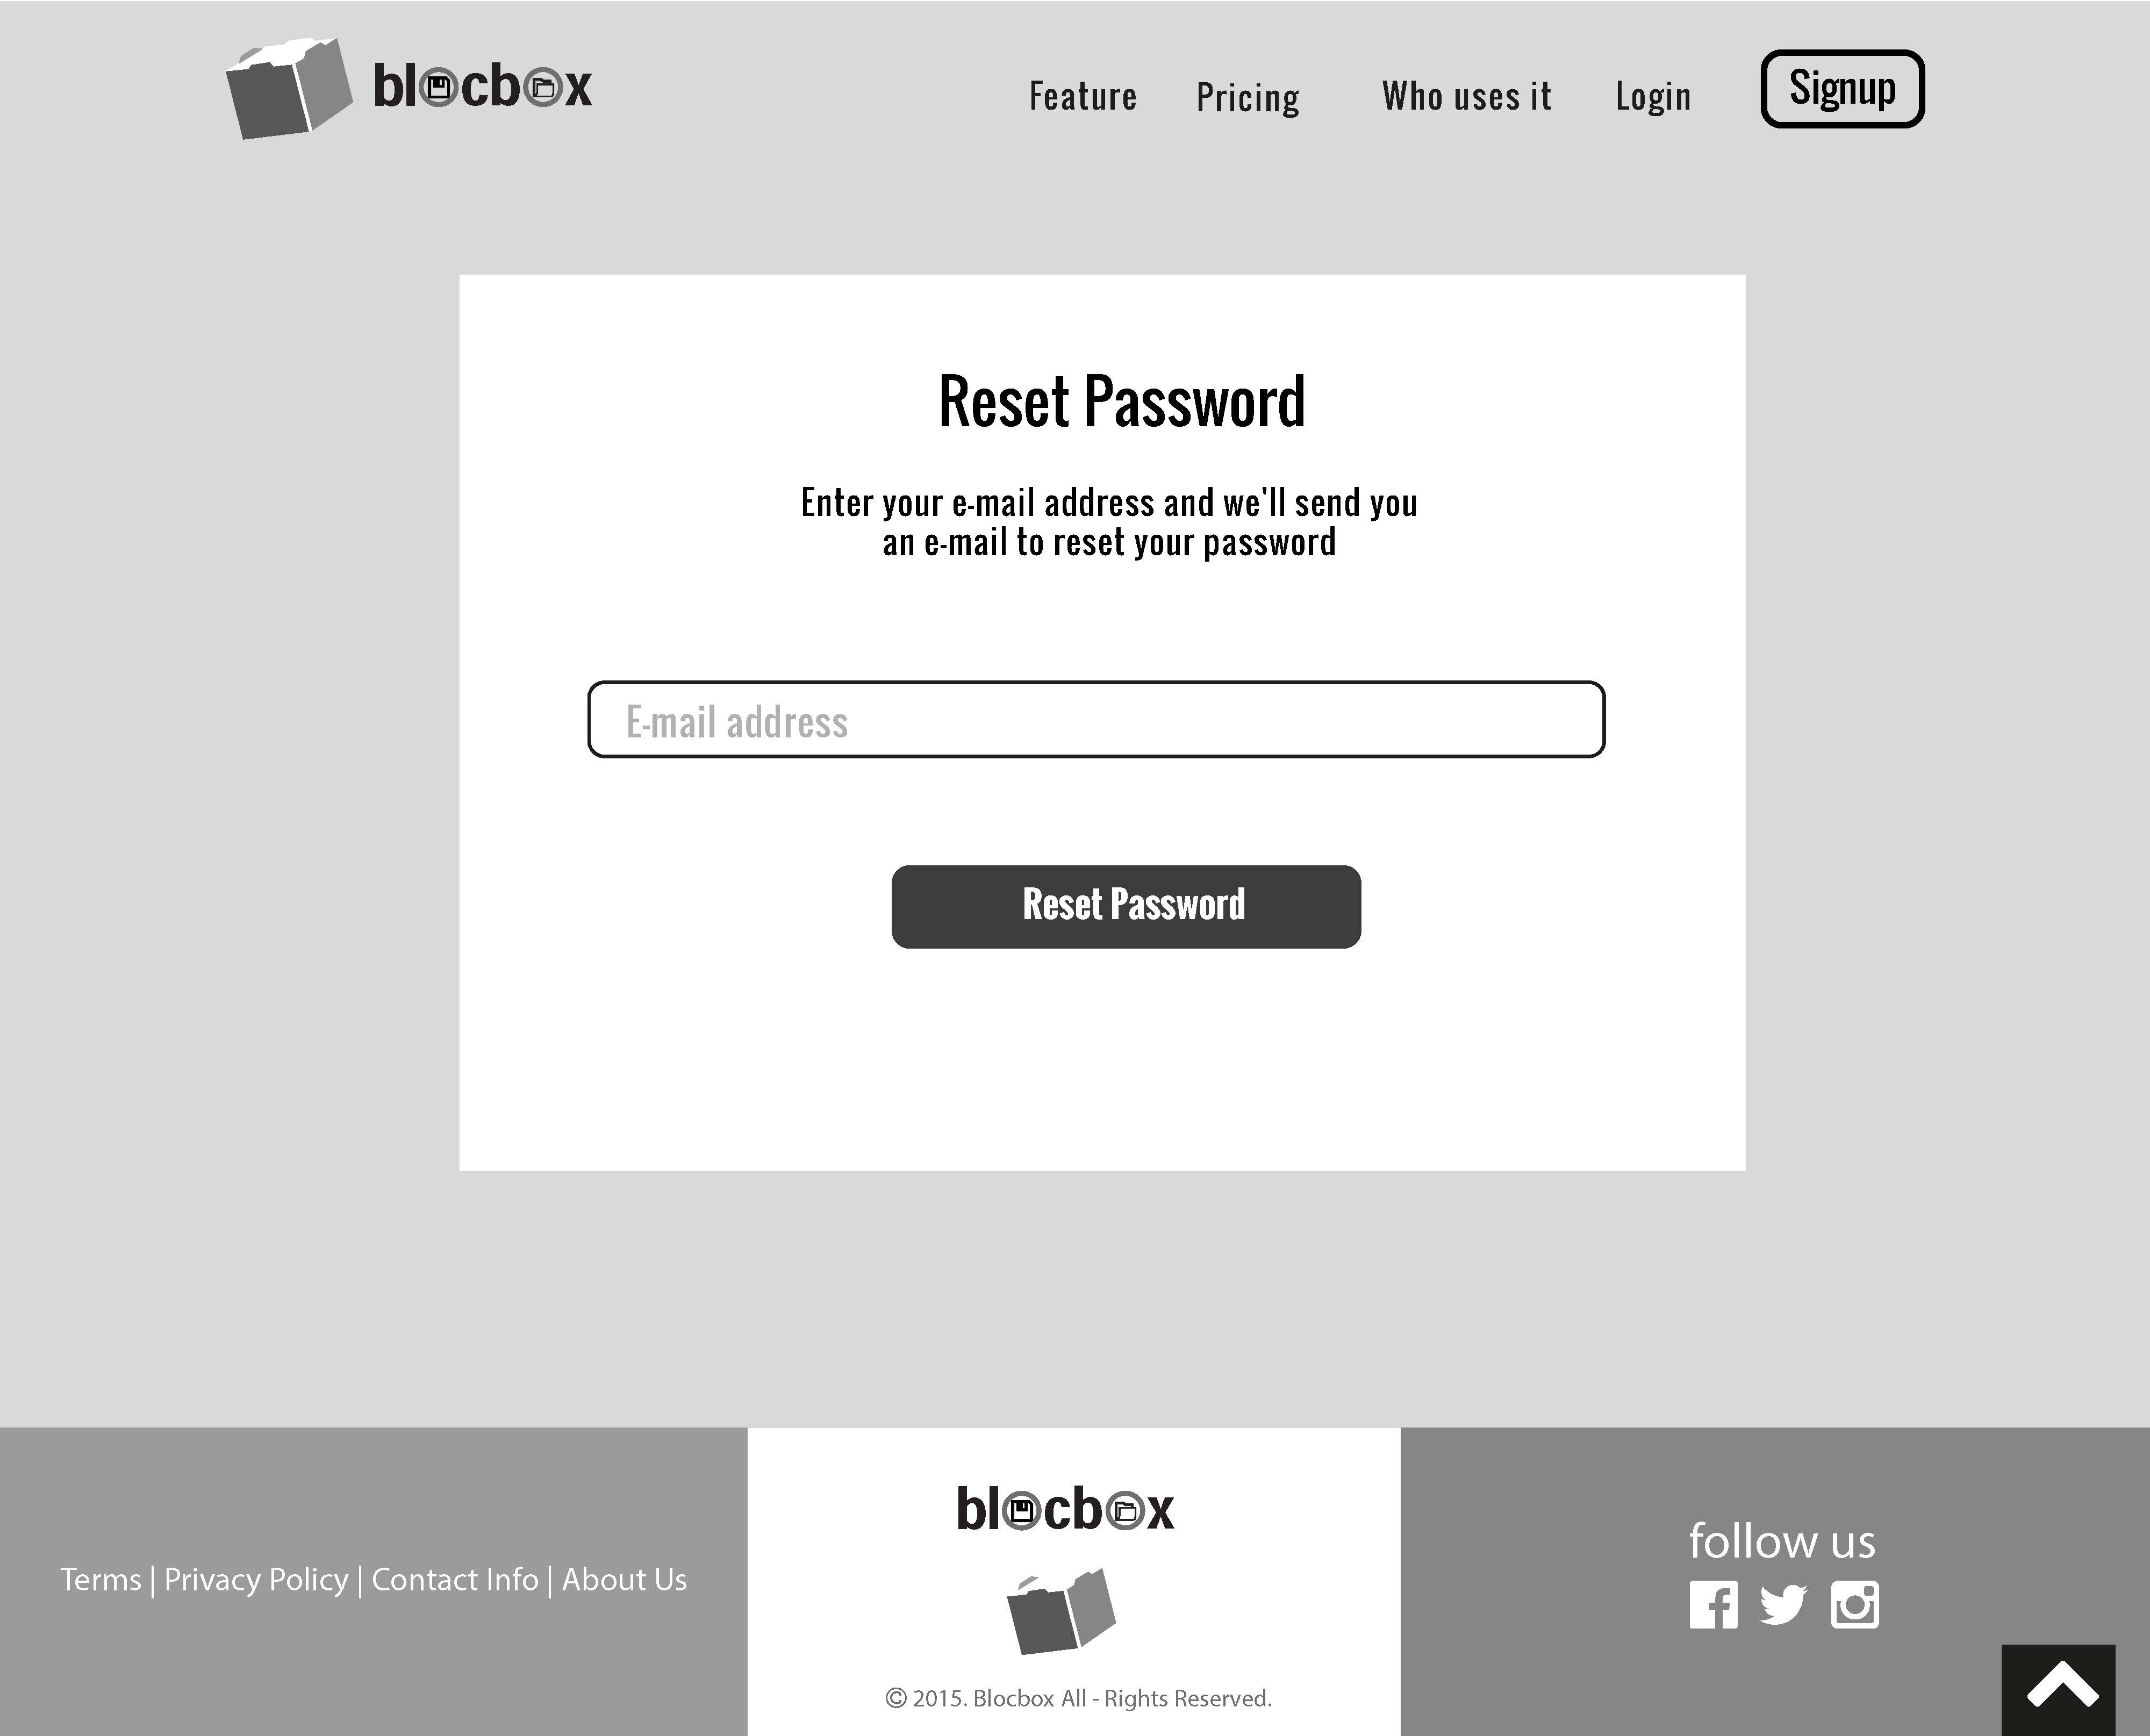 blocbox
Feature
Pricing
Who uses it
Login
Signup
Reset Password
Enter your e-mail address and we'll send you
an e-mail to reset your password
E-mail address
Reset Password
blocbox
Terms | Privacy Policy | Contact Info | About Us
follow us
© 2015. Blocbox All - Rights Reserved.